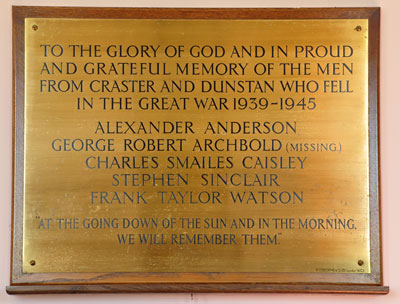 TO THE GLORY OF GOD AND IN PROUD
AND GRATEFUL MEMORY OF THE MEN
FROM CRASTER AND DUNSTAN WHO FELL
IN THE GREAT WAR 1939-1945
ALEXANDER ANDERSON
GEORGE ROBERT ARCHBOLD (MISSING)
CHARLES SMAILES CAISLEY
STEPHEN SINCLAIR
FRANK TAYLOR WATSON
"AT THE GOING DOWN OF THE SUN AND IN THE MORNING,
WE WILL REMEMBER THEM."